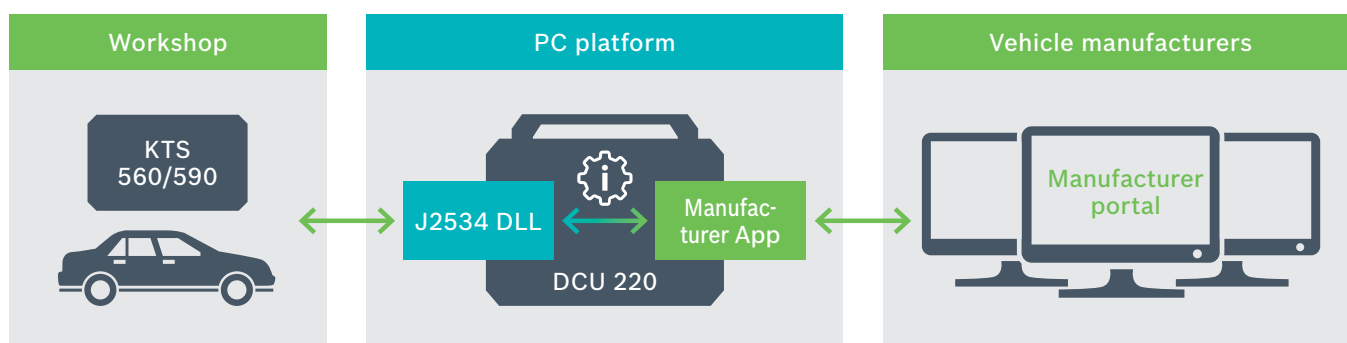 Workshop
PC platform
Vehicle manufacturers
KTS
560/590
J2534 DLL
i
Manufac-
turer App
DCU 220
Manufacturer
portal